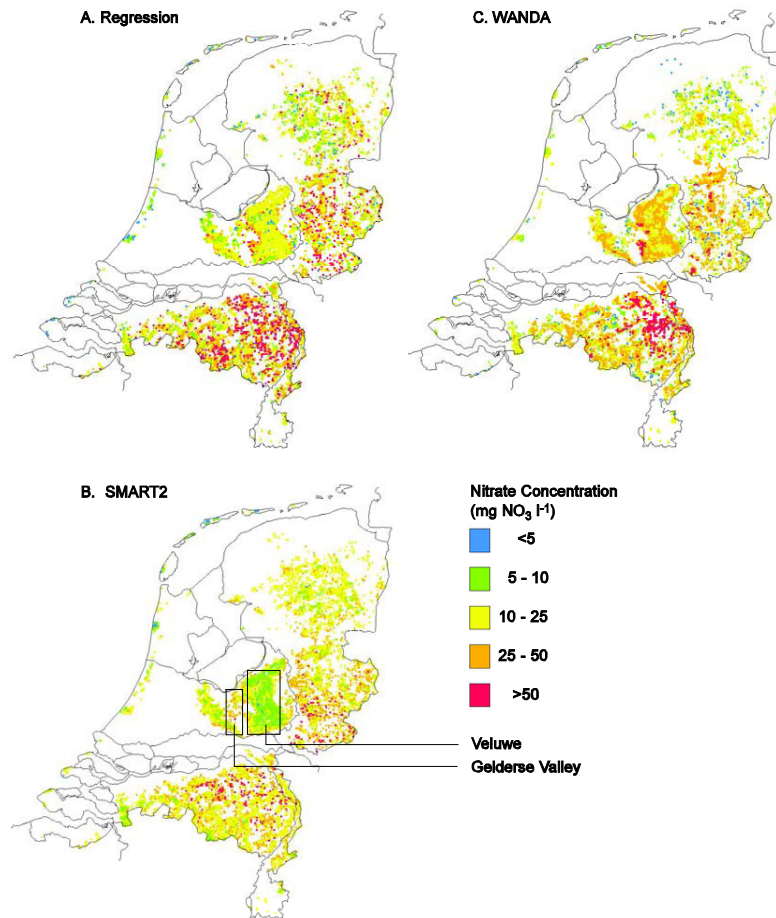 A. Regression
C. WANDA
B. SMART2
Nitrate Concentration
(mg NO3 l-1)
<5
5 - 10
10 - 25
25 - 50
>50
Veluwe
Gelderse Valley